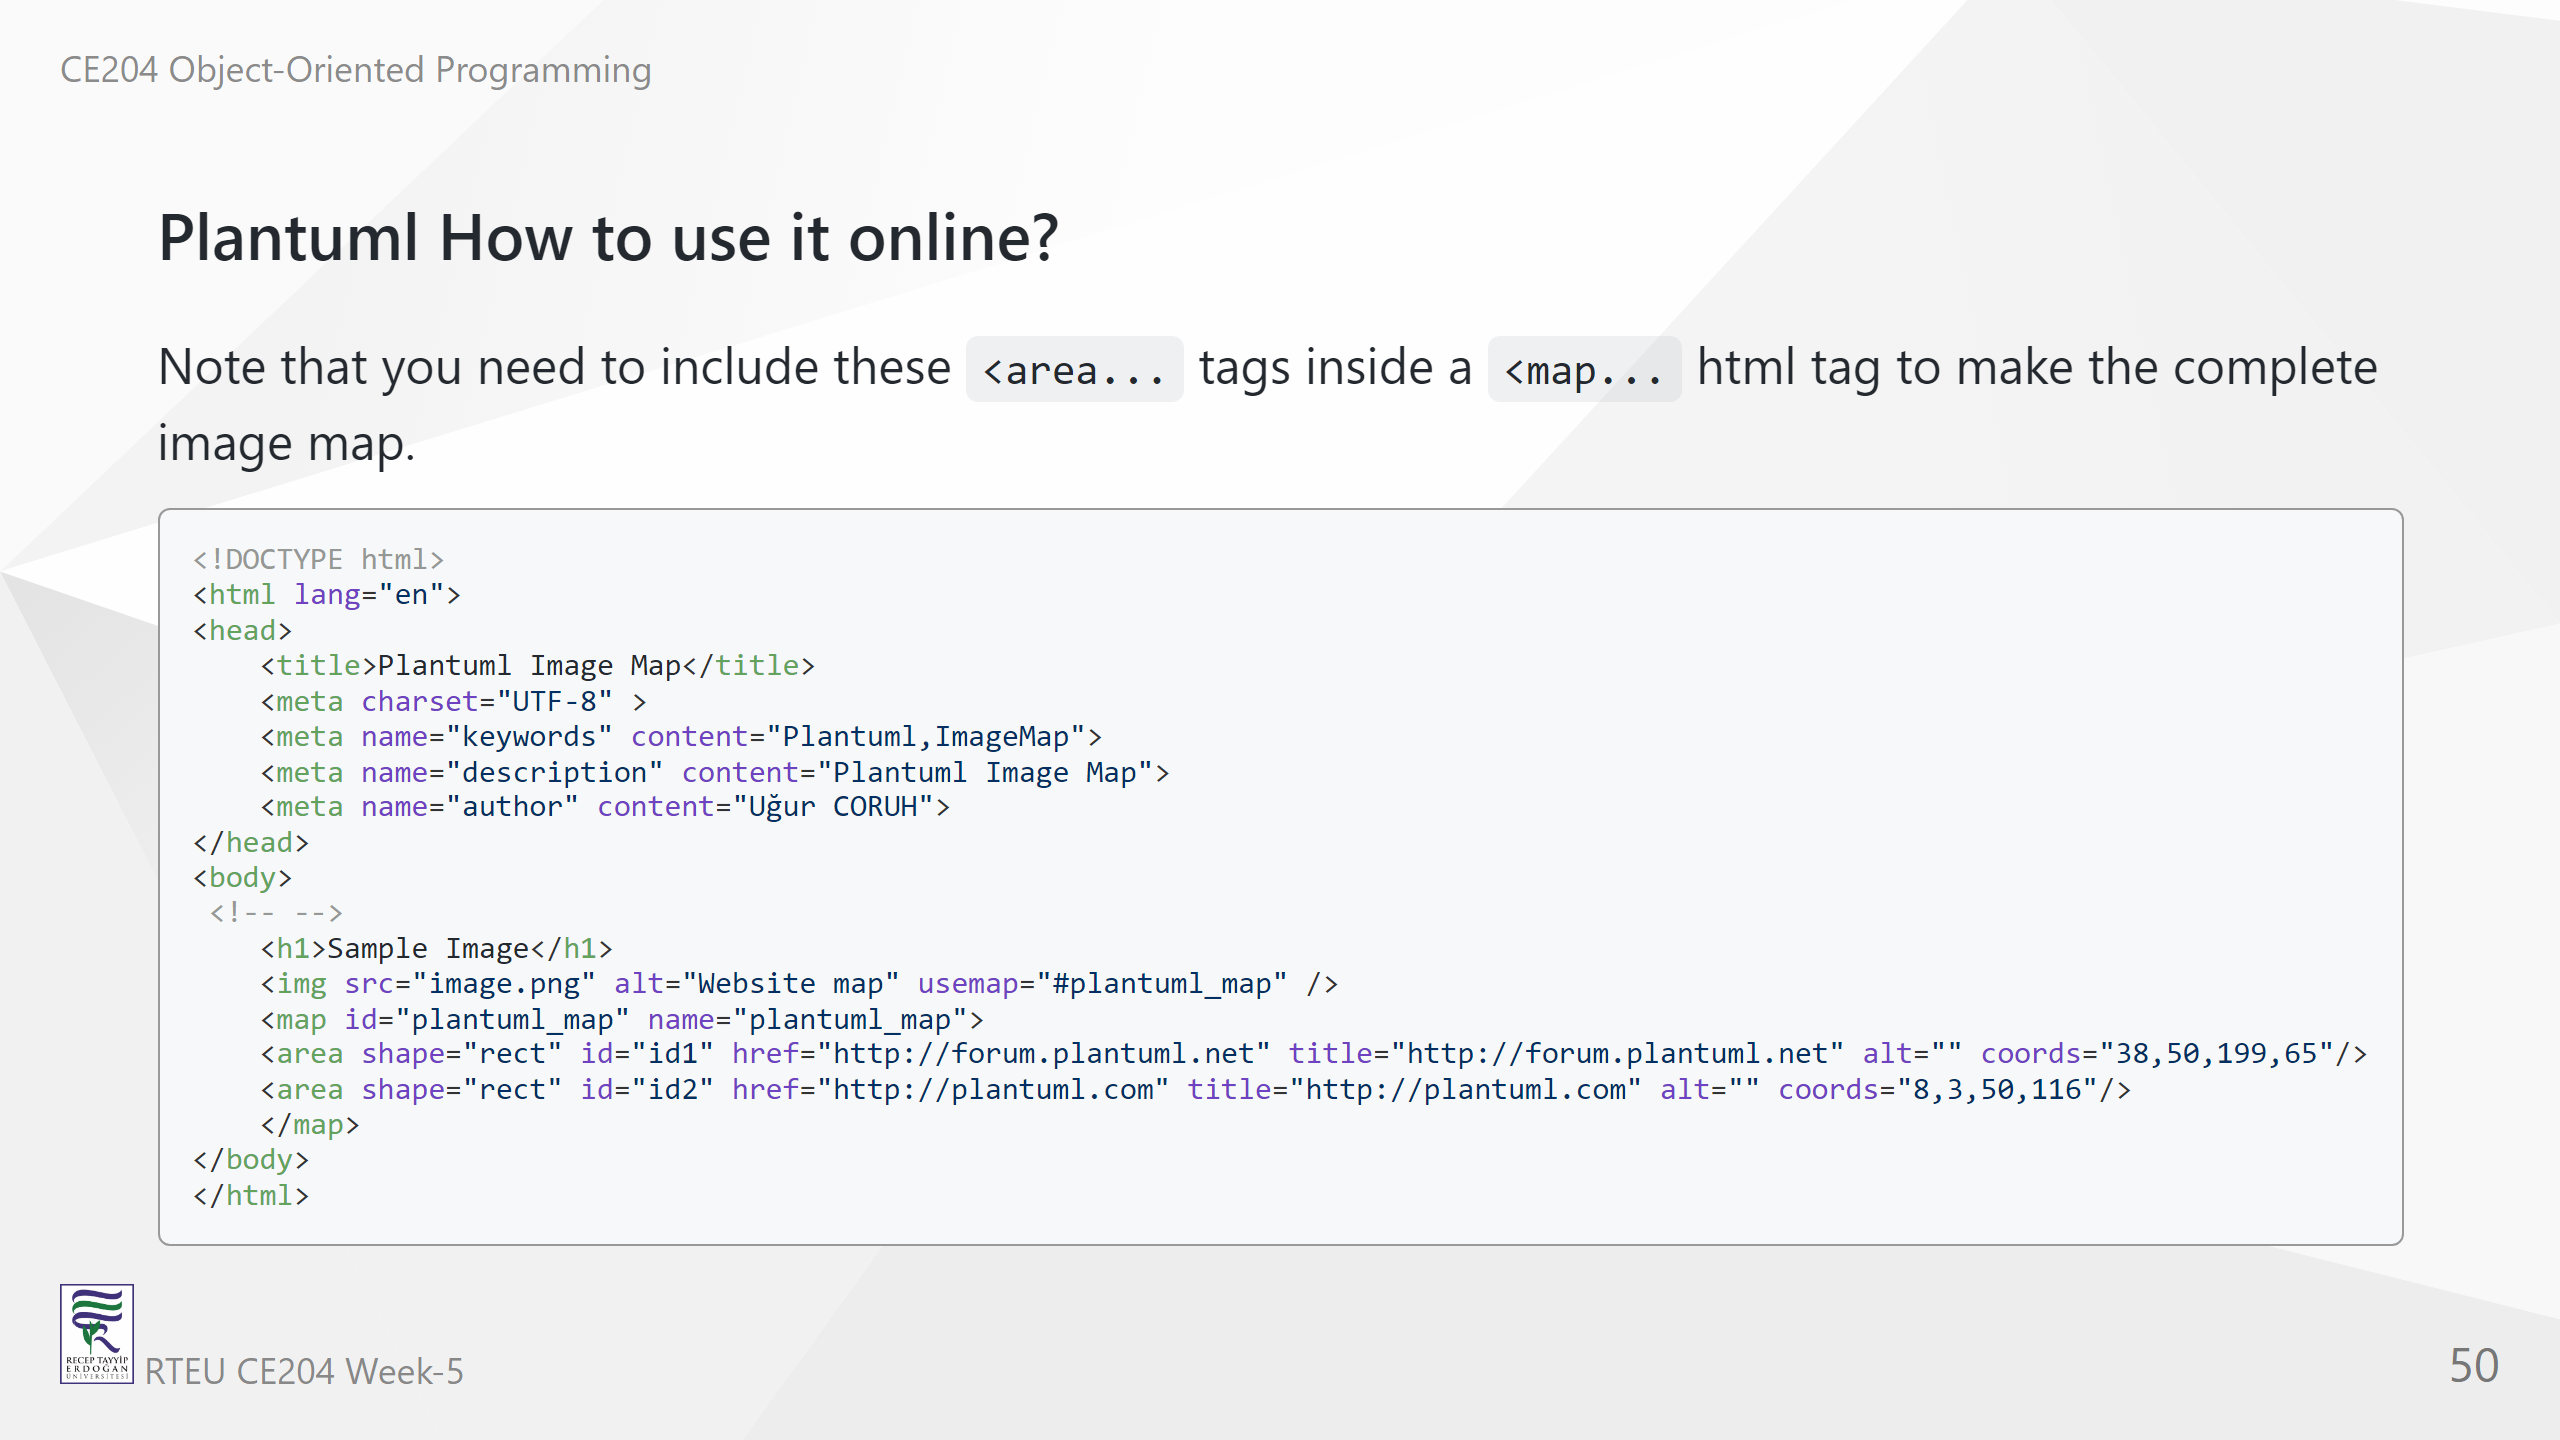 CE204 Object-Oriented Programming
Plantuml How to use it online?
Note that you need to include these <area... tags inside a <map... html tag to make the complete
image map.
<!DOCTYPE html>
<html lang="en">
<head>
    <title>Plantuml Image Map</title>
    <meta charset="UTF-8" >
    <meta name="keywords" content="Plantuml,ImageMap">
    <meta name="description" content="Plantuml Image Map">
    <meta name="author" content="Uğur CORUH">
</head>
<body>
 <!-- -->
    <h1>Sample Image</h1>
    <img src="image.png" alt="Website map" usemap="#plantuml_map" />
    <map id="plantuml_map" name="plantuml_map">
    <area shape="rect" id="id1" href="http://forum.plantuml.net" title="http://forum.plantuml.net" alt="" coords="38,50,199,65"/>
    <area shape="rect" id="id2" href="http://plantuml.com" title="http://plantuml.com" alt="" coords="8,3,50,116"/>
    </map>
</body>
</html>
RECEP TAYYİP
ERDOĞAN
ÜNİVERSİTESİ
RTEU CE204 Week-5
50